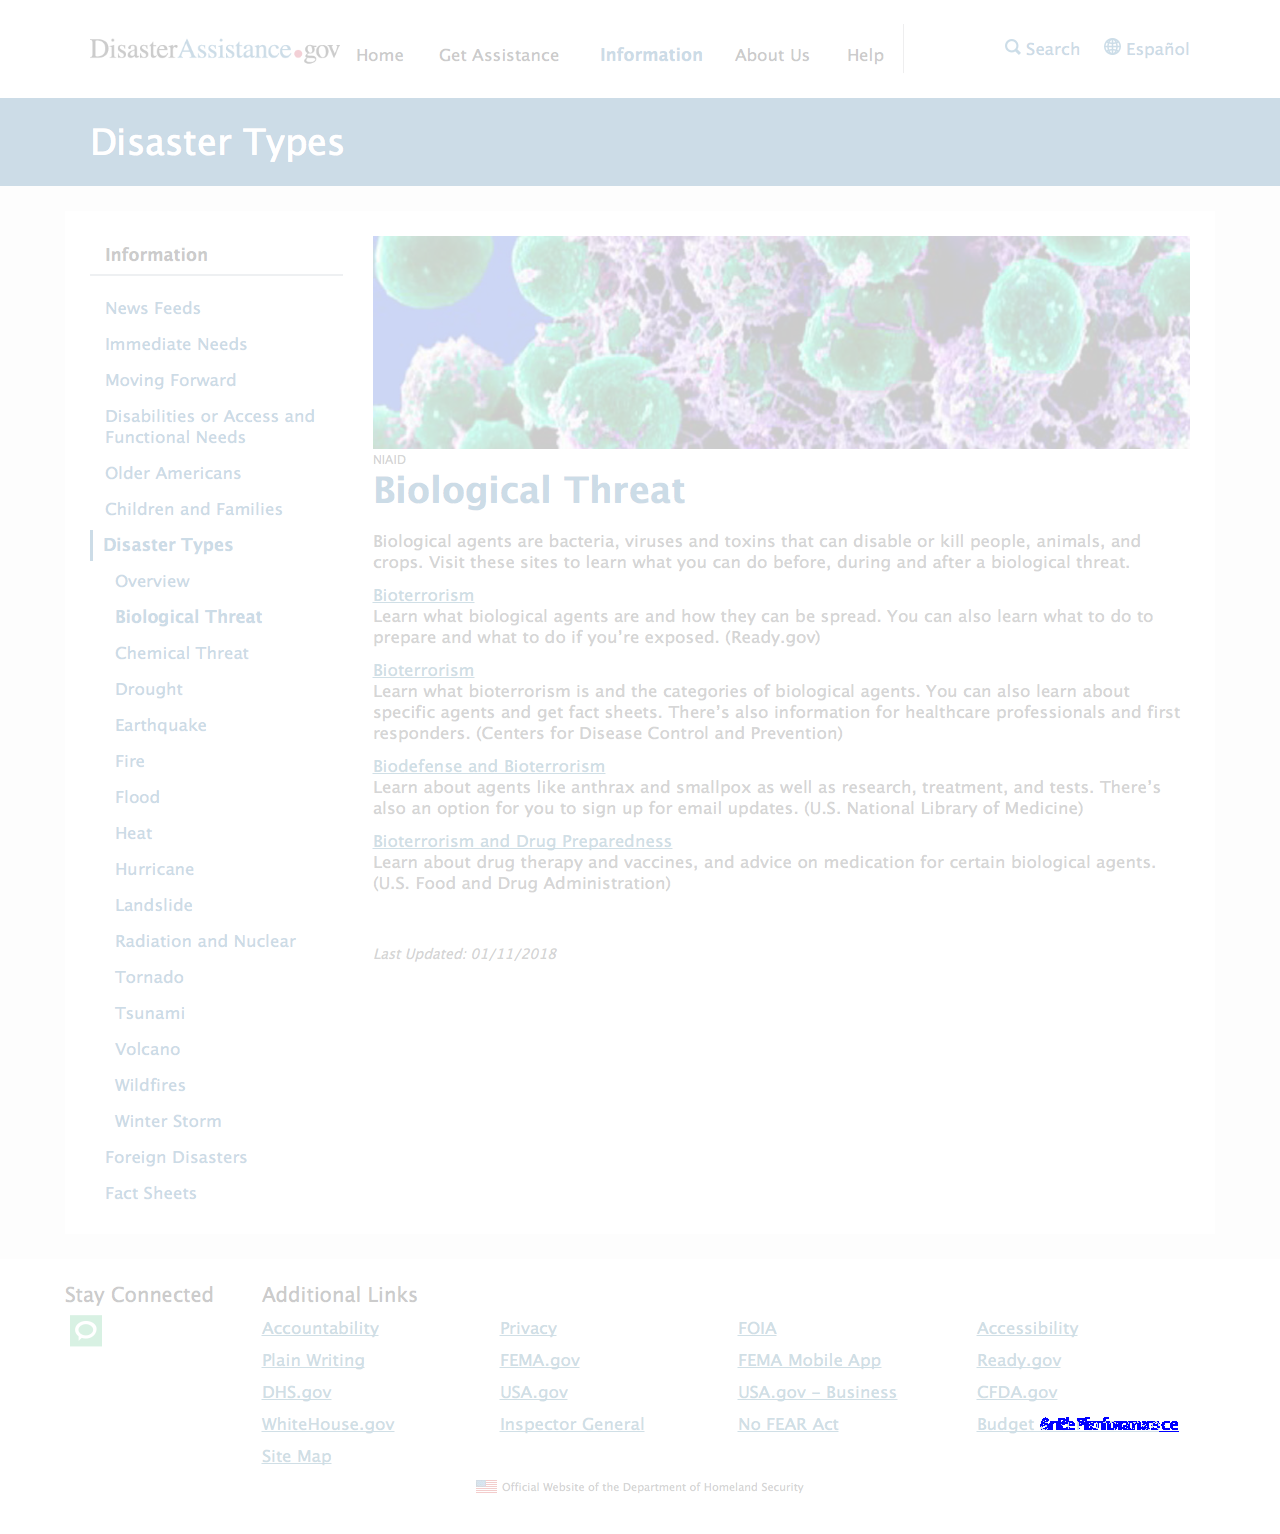 DisasterAssistance.gov Home Get Assistance Information About Us Help Search Español
Disaster Types
Information
News Feeds
Immediate Needs
Moving Forward
Disabilities or Access and
Functional Needs
Older Americans
Children and Families
Disaster Types
Overview
Biological Threat
Chemical Threat
Drought
Earthquake
Fire
Flood
Heat
Hurricane
Landslide
Radiation and Nuclear
Tornado
Tsunami
Volcano
Wildfires
Winter Storm
Foreign Disasters
Fact Sheets
NIAID
Biological Threat
Biological agents are bacteria, viruses and toxins that can disable or kill people, animals, and
crops. Visit these sites to learn what you can do before, during and after a biological threat.
Bioterrorism
Learn what biological agents are and how they can be spread. You can also learn what to do to
prepare and what to do if you’re exposed. (Ready.gov)
Bioterrorism
Learn what bioterrorism is and the categories of biological agents. You can also learn about
specific agents and get fact sheets. There’s also information for healthcare professionals and first
responders. (Centers for Disease Control and Prevention)
Biodefense and Bioterrorism
Learn about agents like anthrax and smallpox as well as research, treatment, and tests. There’s
also an option for you to sign up for email updates. (U.S. National Library of Medicine)
Bioterrorism and Drug Preparedness
Learn about drug therapy and vaccines, and advice on medication for certain biological agents.
(U.S. Food and Drug Administration)
Last Updated: 01/11/2018
Stay Connected
Additional Links
Accountability Privacy FOIA Accessibility
Plain Writing FEMA.gov FEMA Mobile App Ready.gov
DHS.gov USA.gov USA.gov – Business CFDA.gov
WhiteHouse.gov Inspector General No FEAR Act Budget
Site Map
Official Website of the Department of Homeland Security